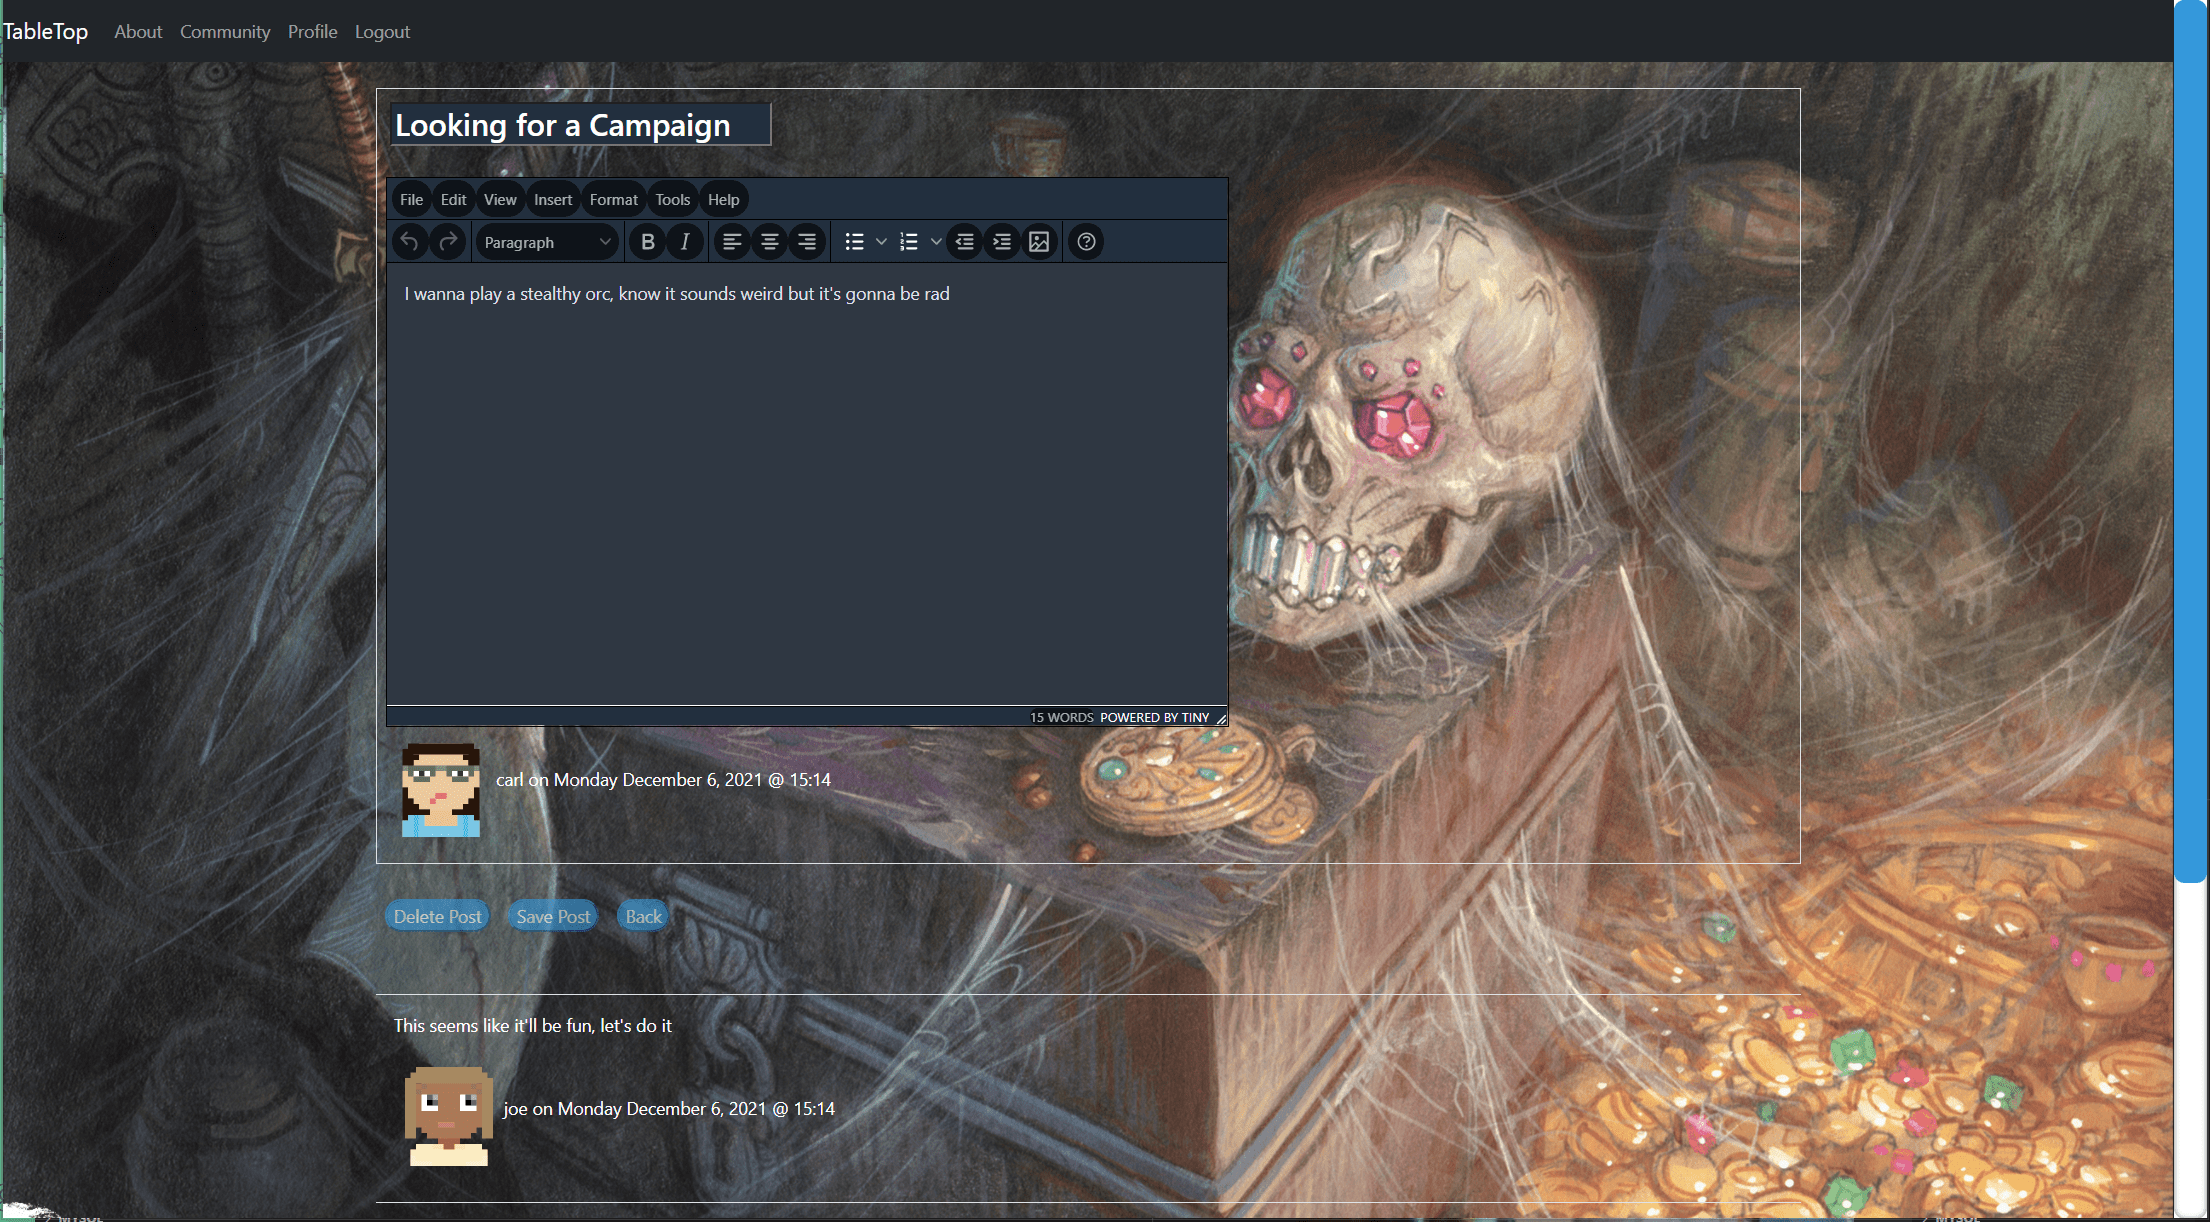 TableTop About Community Profile Logout
Looking for a Campaign
File Edit View Insert Format Tools Help
Paragraph B I
I wanna play a stealthy orc, know it sounds weird but it's gonna be rad
15 WORDS POWERED BY TINY
carl on Monday December 6, 2021 @ 15:14
Delete Post Save Post Back
This seems like it'll be fun, let's do it
joe on Monday December 6, 2021 @ 15:14